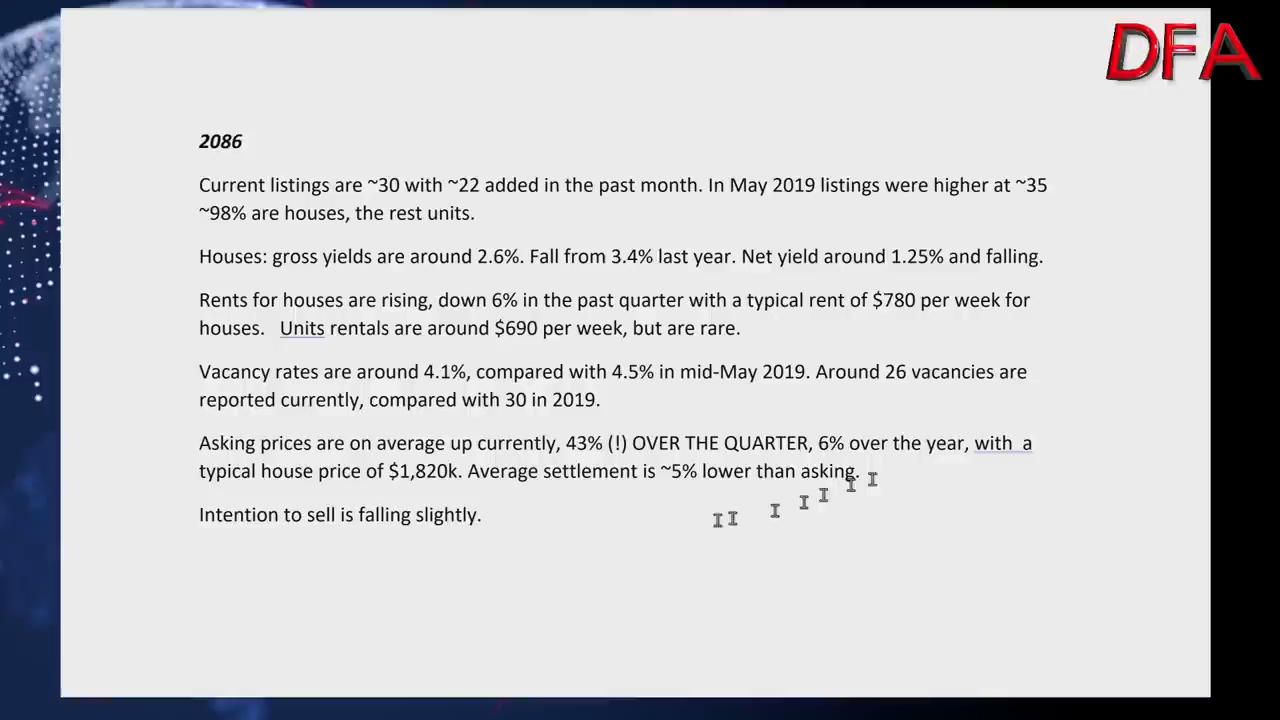 DFA
2086
Current listings are ~30 with ~22 added in the past month. In May 2019 listings were higher at ~35
~98% are houses, the rest units.
Houses: gross yields are around 2.6%. Fall from 3.4% last year. Net yield around 1.25% and falling.
Rents for houses are rising, down 6% in the past quarter with a typical rent of $780 per week for
houses.   Units rentals are around $690 per week, but are rare.
Vacancy rates are around 4.1%, compared with 4.5% in mid-May 2019. Around 26 vacancies are
reported currently, compared with 30 in 2019.
Asking prices are on average up currently, 43% (!) OVER THE QUARTER, 6% over the year, with  a
typical house price of $1,820k. Average settlement is ~5% lower than asking.
Intention to sell is falling slightly.